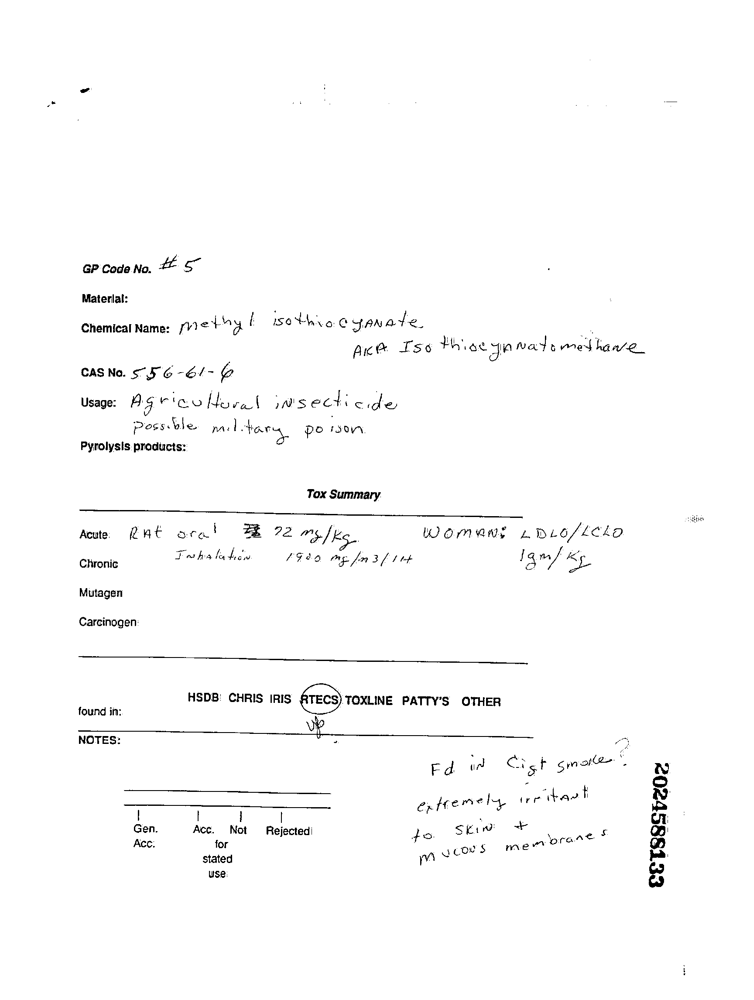 GP Code No. # 5
Material:
Chemical Name: methyl isothiocyanate
AKA Isothiocyanatomethane
CAS No. 556-61-6
Usage: Agricultural insecticide
possible military poison
Pyrolysis products:
Tox Summary
Acute: Rat oral 72 mg/kg WOMAN: LDLO/LCLO
Inhalation 1900 mg/m3/1H 1gm/kg
Chronic
Mutagen
Carcinogen
HSDB CHRIS IRIS RTECS TOXLINE PATTY'S OTHER
found in:
NOTES:
Fd in Cigt smoke?
extremely irritant
to skin +
mucous membranes
Gen. Acc. Not Rejected
Acc. for
stated
use
2024588133